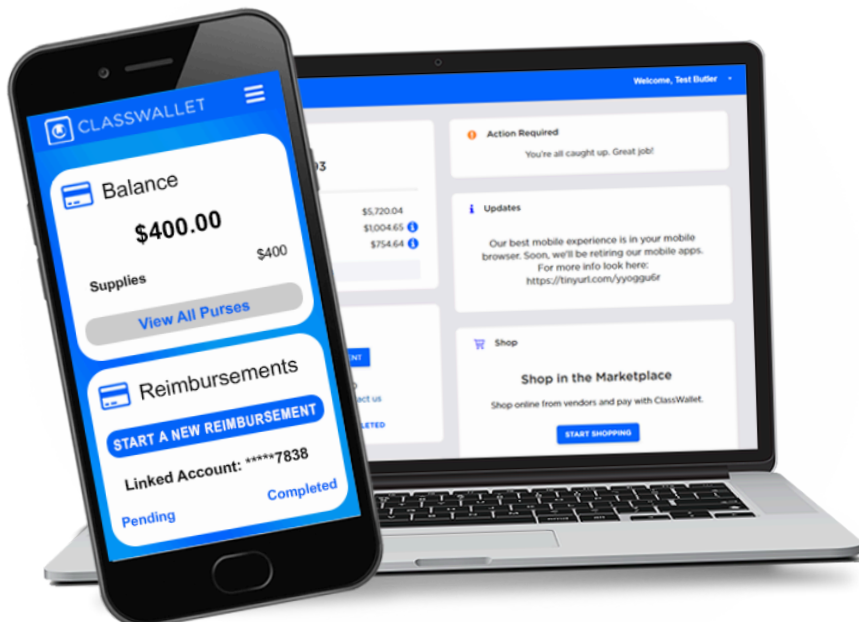 CLASSWALLET
Balance
$400.00
Supplies $400
View All Purses
Reimbursements
START A NEW REIMBURSEMENT
Linked Account: *****7838
Pending Completed
Welcome, Test Butler
93
$5,720.04
$1,004.65
$754.64
Action Required
You're all caught up. Great job!
Updates
Our best mobile experience is in your mobile
browser. Soon, we'll be retiring our mobile apps.
For more info look here:
https://tinyurl.com/yyoggu6r
Shop
Shop in the Marketplace
Shop online from vendors and pay with ClassWallet.
START SHOPPING